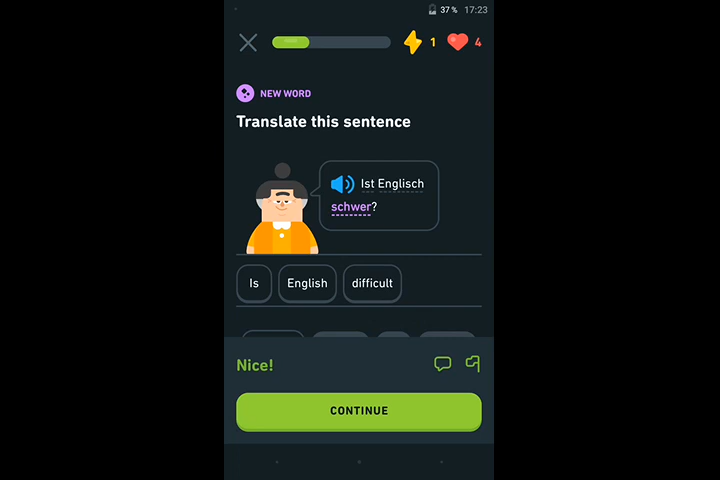 37 % 17:23
1 4
NEW WORD
Translate this sentence
Ist Englisch
schwer?
Is English difficult
Nice!
CONTINUE